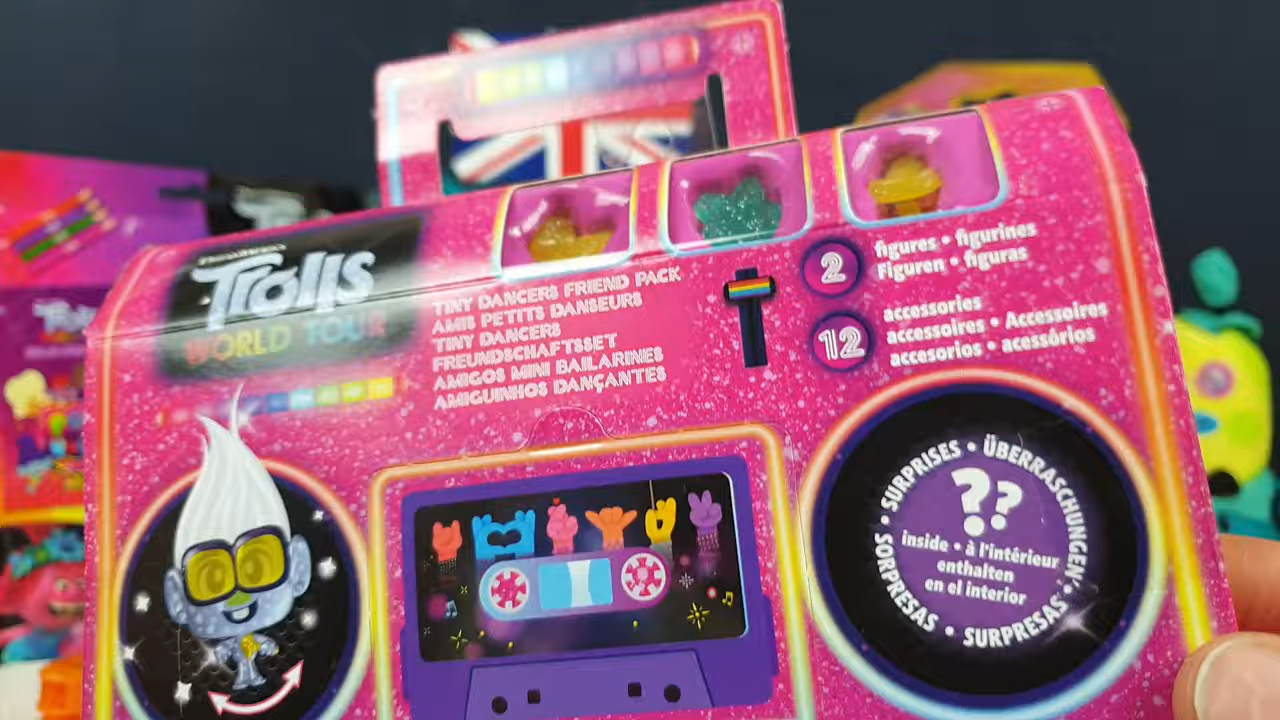 Trolls
WORLD TOUR
TINY DANCERS FRIEND PACK
AMIS PETITS DANSEURS
TINY DANCERS
FREUNDSCHAFTSSET
AMIGOS MINI BAILARINES
AMIGUINHOS DANÇANTES
2
figures • figurines
Figuren • figuras
12
accessories
accessoires • Accessoires
accesorios • acessórios
• SURPRISES • ÜBERRASCHUNGEN • SURPRESAS • SORPRESAS
??
inside • à l'intérieur
enthalten
en el interior